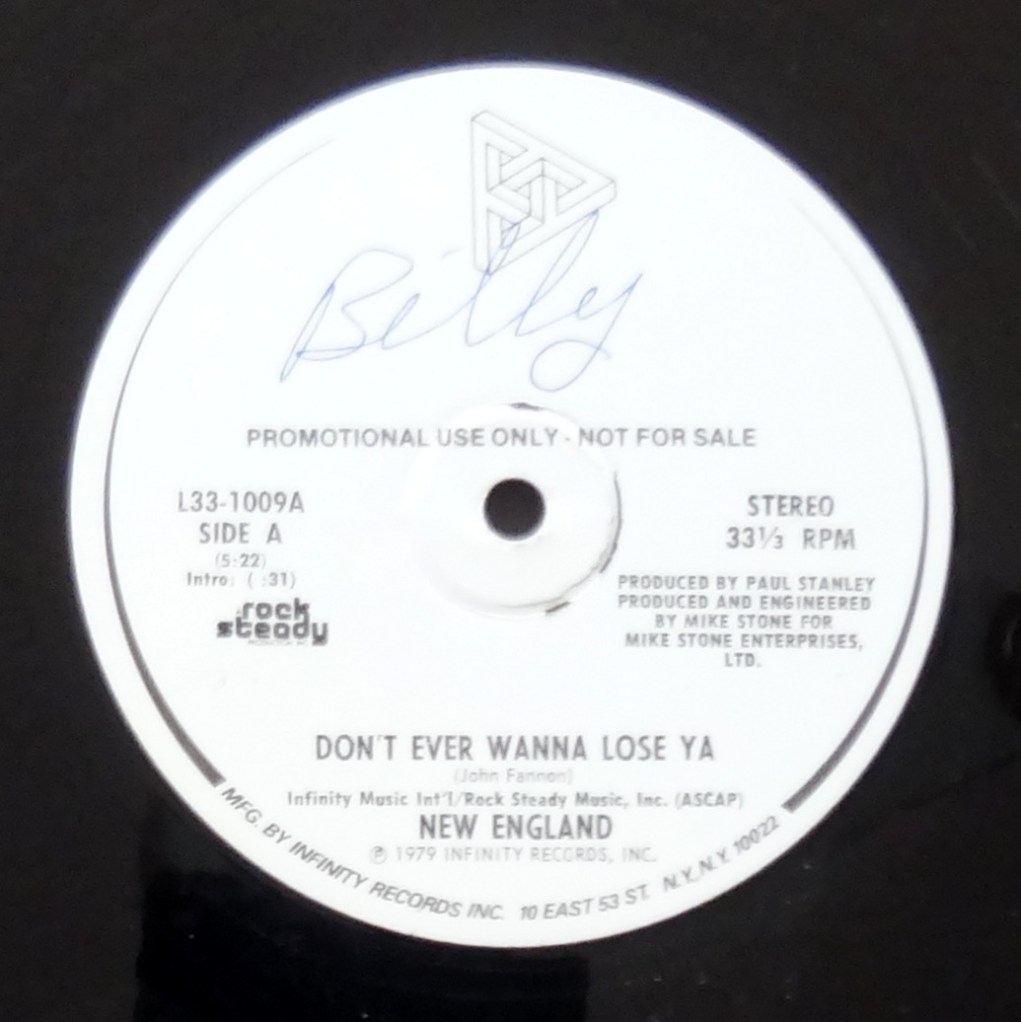 Billy
PROMOTIONAL USE ONLY - NOT FOR SALE
L33-1009A
SIDE A
(5:22)
Intro: ( :31)
rock
steady
STEREO
33⅓ RPM
PRODUCED BY PAUL STANLEY
PRODUCED AND ENGINEERED
BY MIKE STONE FOR
MIKE STONE ENTERPRISES,
LTD.
DON'T EVER WANNA LOSE YA
(John Fannon)
Infinity Music Int'l/Rock Steady Music, Inc. (ASCAP)
NEW ENGLAND
℗ 1979 INFINITY RECORDS, INC.
MFG. BY INFINITY RECORDS INC. 10 EAST 53 ST. N.Y., N.Y. 10022